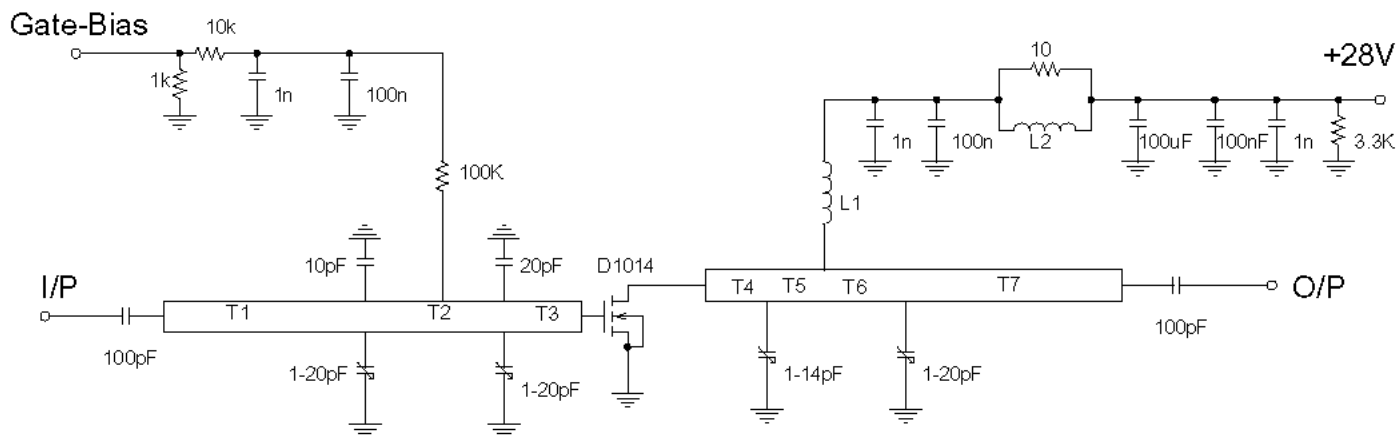 Gate-Bias
10k
1k
1n
100n
100K
10
+28V
1n
100n
L2
100uF
100nF
1n
3.3K
L1
I/P
100pF
10pF
20pF
D1014
T1
T2
T3
1-20pF
1-20pF
T4
T5
T6
T7
1-14pF
1-20pF
100pF
O/P